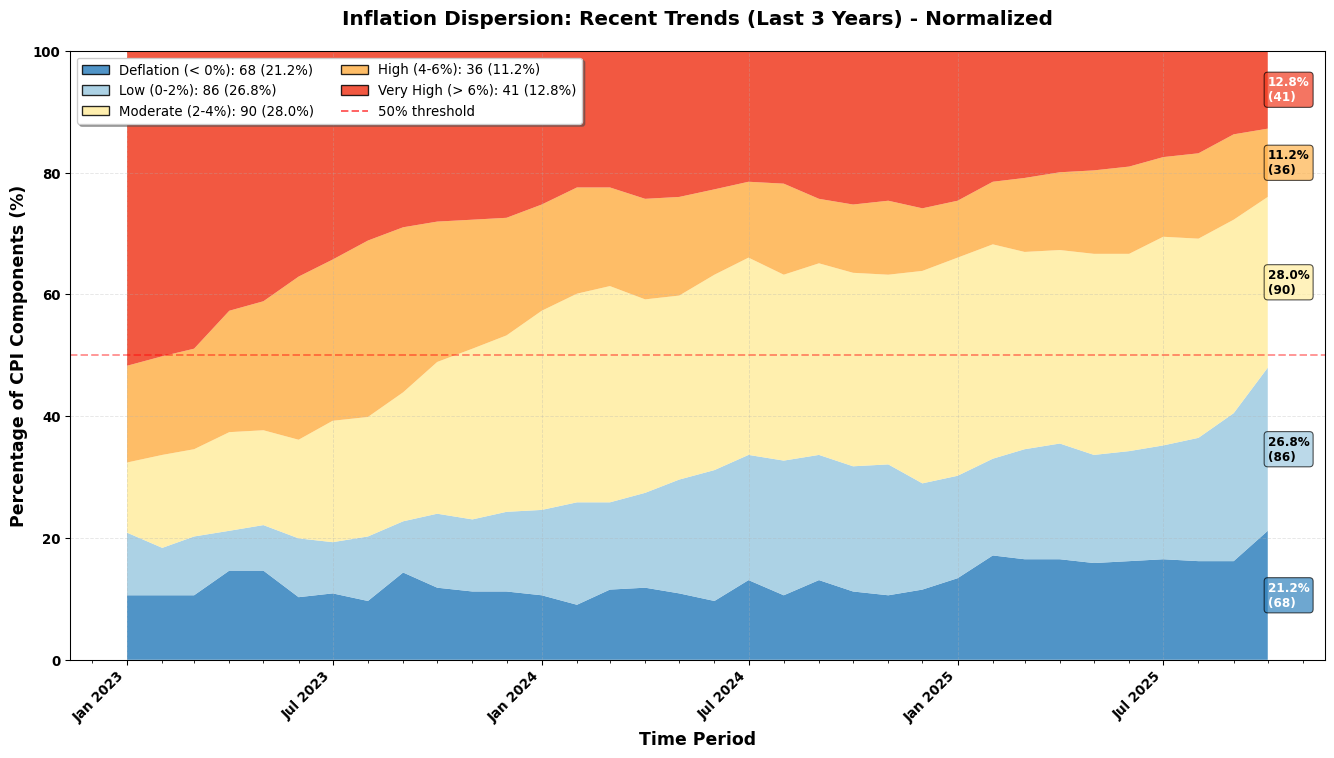 Inflation Dispersion: Recent Trends (Last 3 Years) - Normalized
Deflation (< 0%): 68 (21.2%)
Low (0-2%): 86 (26.8%)
Moderate (2-4%): 90 (28.0%)
High (4-6%): 36 (11.2%)
Very High (> 6%): 41 (12.8%)
50% threshold
Percentage of CPI Components (%)
100
80
60
40
20
0
12.8%
(41)
11.2%
(36)
28.0%
(90)
26.8%
(86)
21.2%
(68)
Jan 2023
Jul 2023
Jan 2024
Jul 2024
Jan 2025
Jul 2025
Time Period